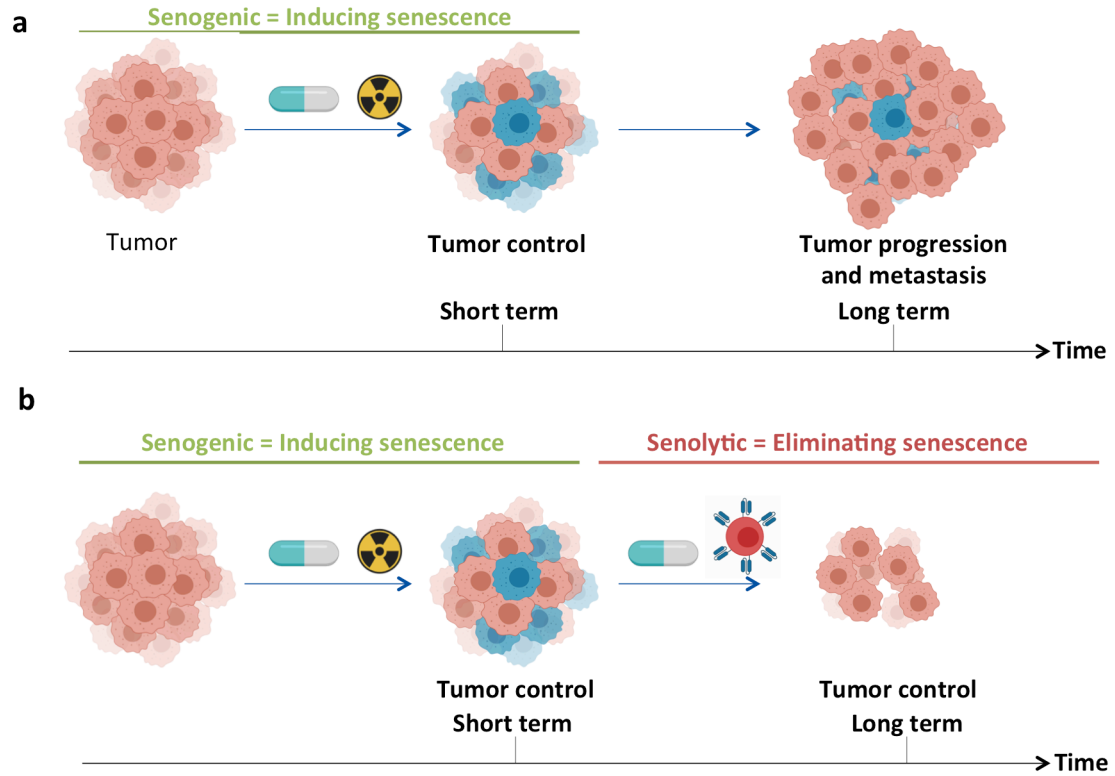 a
Senogenic = Inducing senescence
Tumor
Tumor control
Tumor progression
and metastasis
Short term
Long term
Time
b
Senogenic = Inducing senescence
Senolytic = Eliminating senescence
Tumor control
Short term
Tumor control
Long term
Time